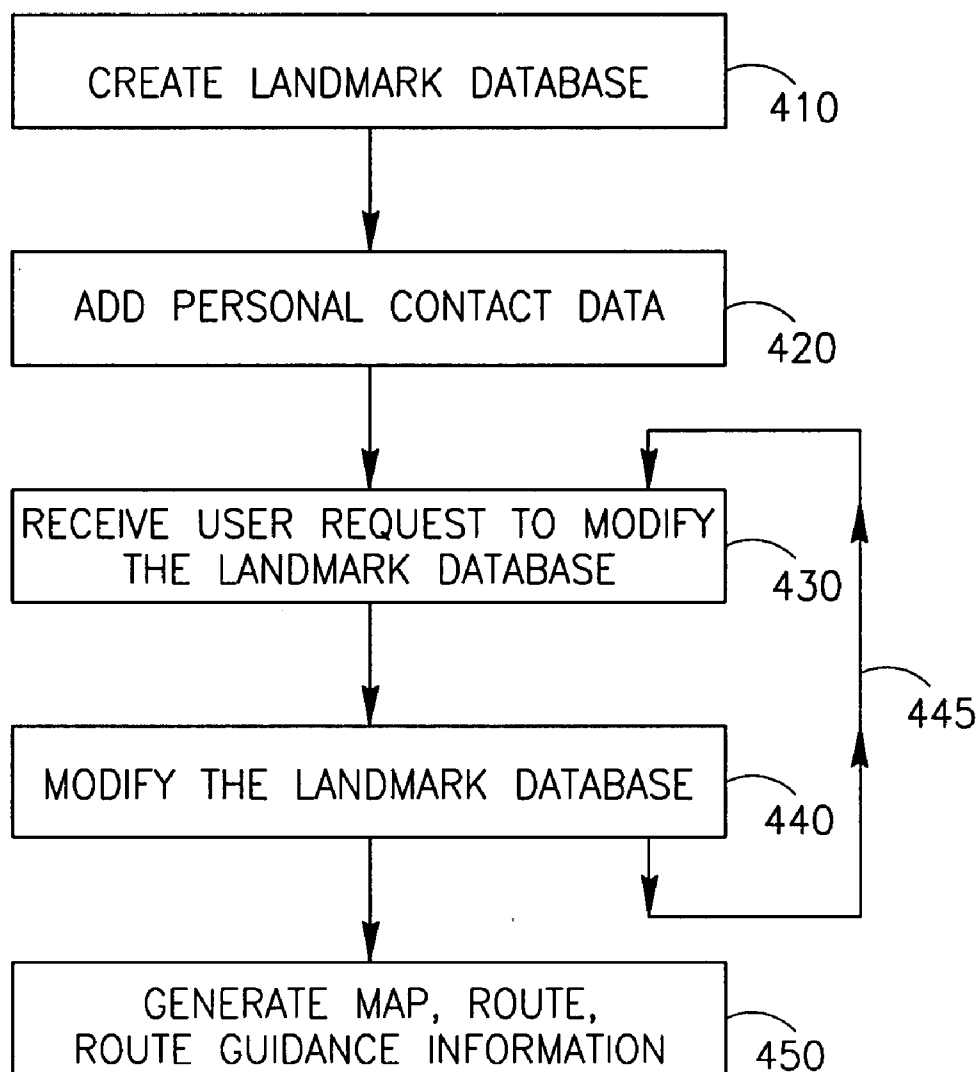 CREATE LANDMARK DATABASE
410
ADD PERSONAL CONTACT DATA
420
RECEIVE USER REQUEST TO MODIFY
THE LANDMARK DATABASE
430
445
MODIFY THE LANDMARK DATABASE
440
GENERATE MAP, ROUTE,
ROUTE GUIDANCE INFORMATION
450